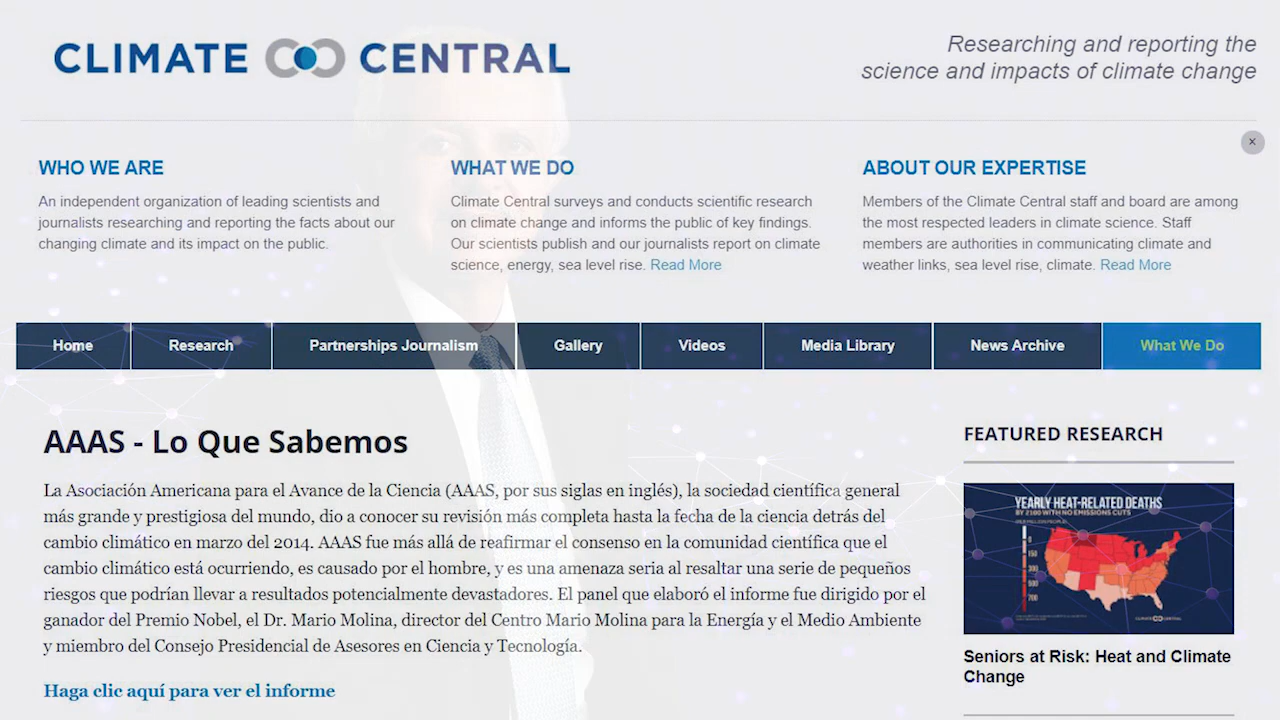 CLIMATE CENTRAL
Researching and reporting the
science and impacts of climate change
WHO WE ARE
An independent organization of leading scientists and
journalists researching and reporting the facts about our
changing climate and its impact on the public.
WHAT WE DO
Climate Central surveys and conducts scientific research
on climate change and informs the public of key findings.
Our scientists publish and our journalists report on climate
science, energy, sea level rise. Read More
ABOUT OUR EXPERTISE
Members of the Climate Central staff and board are among
the most respected leaders in climate science. Staff
members are authorities in communicating climate and
weather links, sea level rise, climate. Read More
Home Research Partnerships Journalism Gallery Videos Media Library News Archive What We Do
AAAS - Lo Que Sabemos
La Asociación Americana para el Avance de la Ciencia (AAAS, por sus siglas en inglés), la sociedad científica general
más grande y prestigiosa del mundo, condujo su revisión más completa hasta la fecha de la ciencia detrás del
cambio climático en marzo del 2014. AAAS fue más allá de reafirmar el consenso en la comunidad científica que el
cambio climático está ocurriendo, es causado por el hombre, y es una amenaza seria al resaltar una serie de pequeños
riesgos que podrían llevar a resultados potencialmente devastadores. El panel que elaboró el informe fue dirigido por el
ganador del Premio Nobel, el Dr. Mario Molina, director del Centro Mario Molina para la Energía y el Medio Ambiente
y miembro del Consejo Presidencial de Asesores en Ciencia y Tecnología.
Haga clic aquí para ver el informe
FEATURED RESEARCH
YEARLY HEAT-RELATED DEATHS
BY 2100 WITH NO EMISSIONS CUTS
0
150
300
500
700
CLIMATE CENTRAL
Seniors at Risk: Heat and Climate
Change